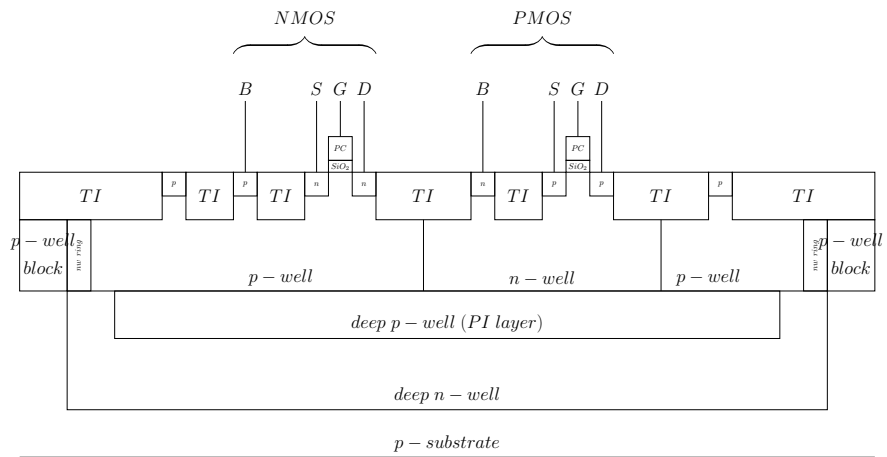 NMOS PMOS
B S G D B S G D
PC PC
SiO₂ SiO₂
p p n n n p p p
TI TI TI TI TI TI TI
p − well p − well
block nw ring nw ring block
p − well n − well p − well
deep p − well (PI layer)
deep n − well
p − substrate